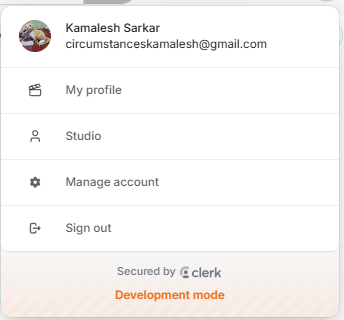 Kamalesh Sarkar
circumstanceskamalesh@gmail.com
My profile
Studio
Manage account
Sign out
Secured by clerk
Development mode